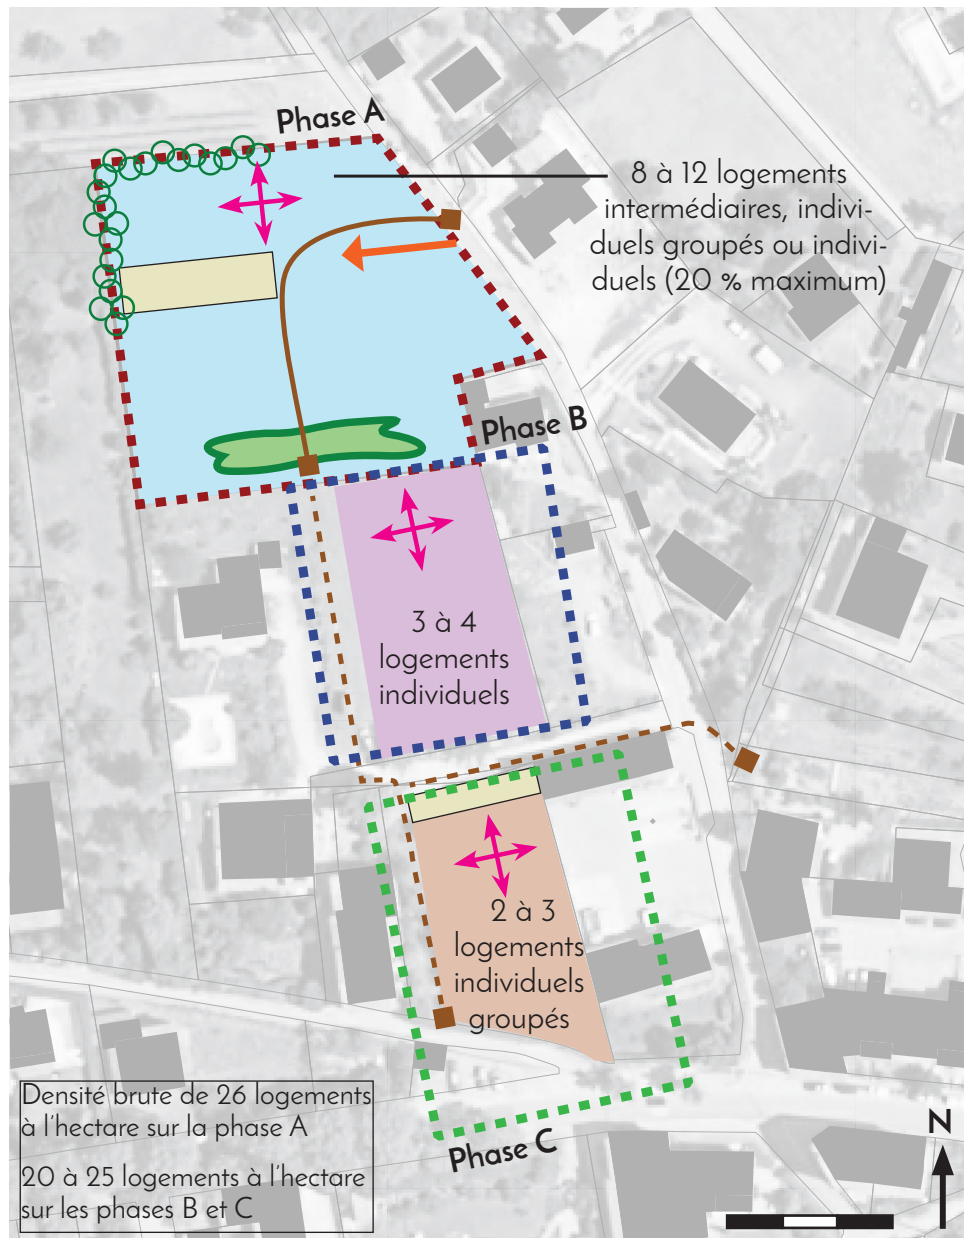 Phase A
8 à 12 logements
intermédiaires, indivi-
duels groupés ou indivi-
duels (20 % maximum)
Phase B
3 à 4
logements
individuels
2 à 3
logements
individuels
groupés
Phase C
Densité brute de 26 logements
à l'hectare sur la phase A
20 à 25 logements à l'hectare
sur les phases B et C
N